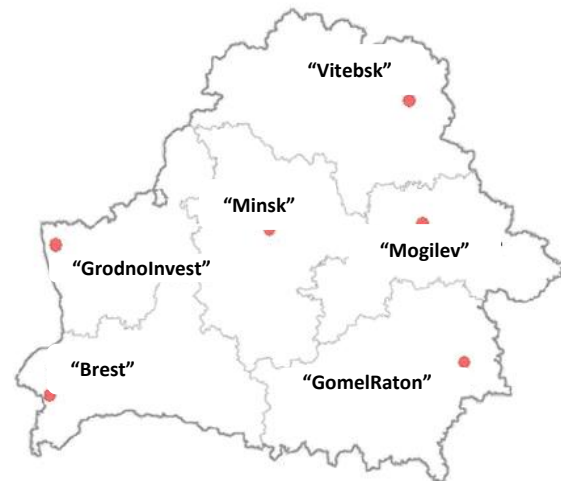 “Vitebsk”
“Minsk”
“Mogilev”
“GrodnoInvest”
“Brest”
“GomelRaton”